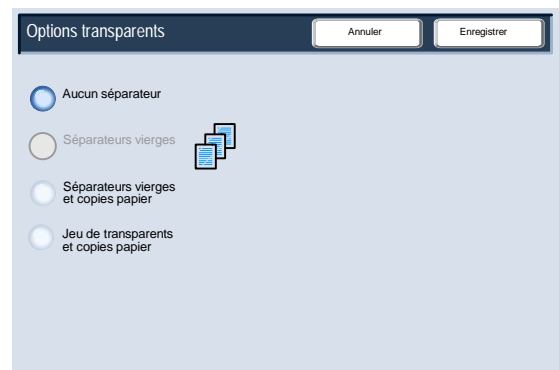 Options transparents
Annuler
Enregistrer
Aucun séparateur
Séparateurs vierges
Séparateurs vierges
et copies papier
Jeu de transparents
et copies papier